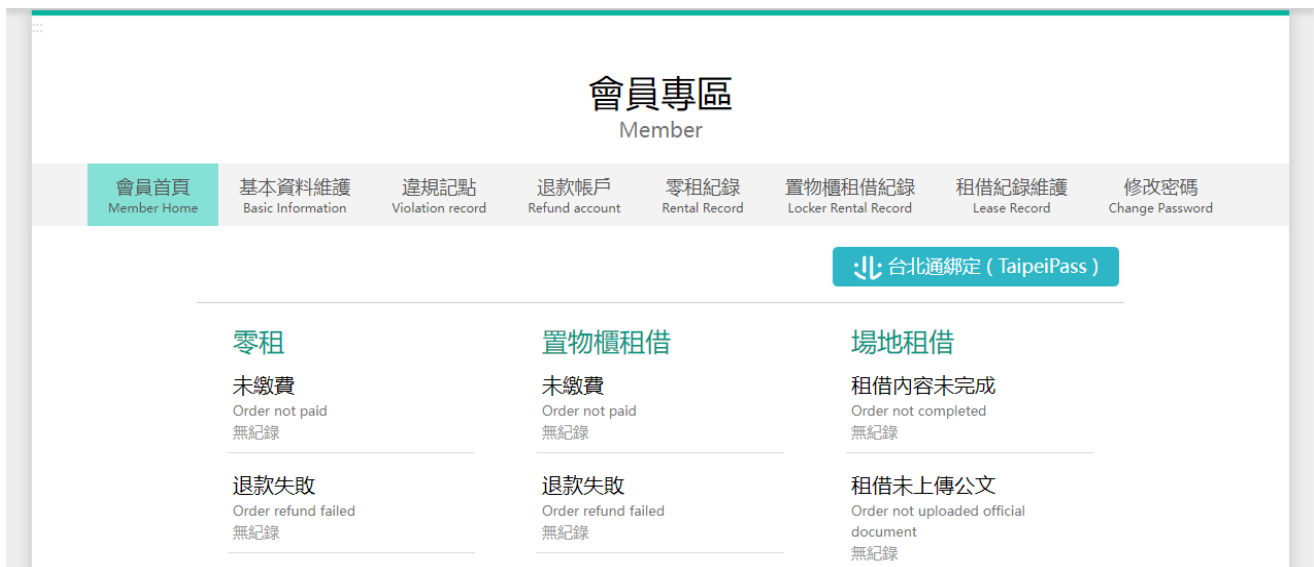 :::
會員專區
Member
會員首頁
Member Home
基本資料維護
Basic Information
違規記點
Violation record
退款帳戶
Refund account
零租紀錄
Rental Record
置物櫃租借紀錄
Locker Rental Record
租借紀錄維護
Lease Record
修改密碼
Change Password
台北通綁定 ( TaipeiPass )
零租
未繳費
Order not paid
無紀錄
退款失敗
Order refund failed
無紀錄
置物櫃租借
未繳費
Order not paid
無紀錄
退款失敗
Order refund failed
無紀錄
場地租借
租借內容未完成
Order not completed
無紀錄
租借未上傳公文
Order not uploaded official
document
無紀錄